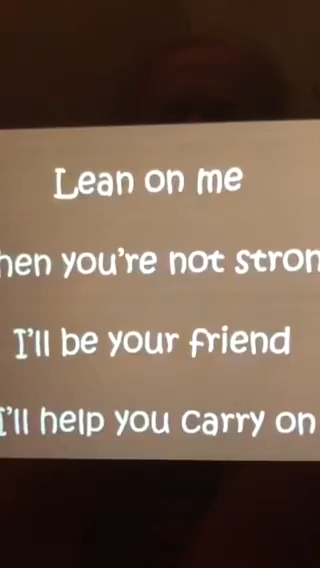 Lean on me
hen you're not stron
I'll be your friend
I'll help you carry on